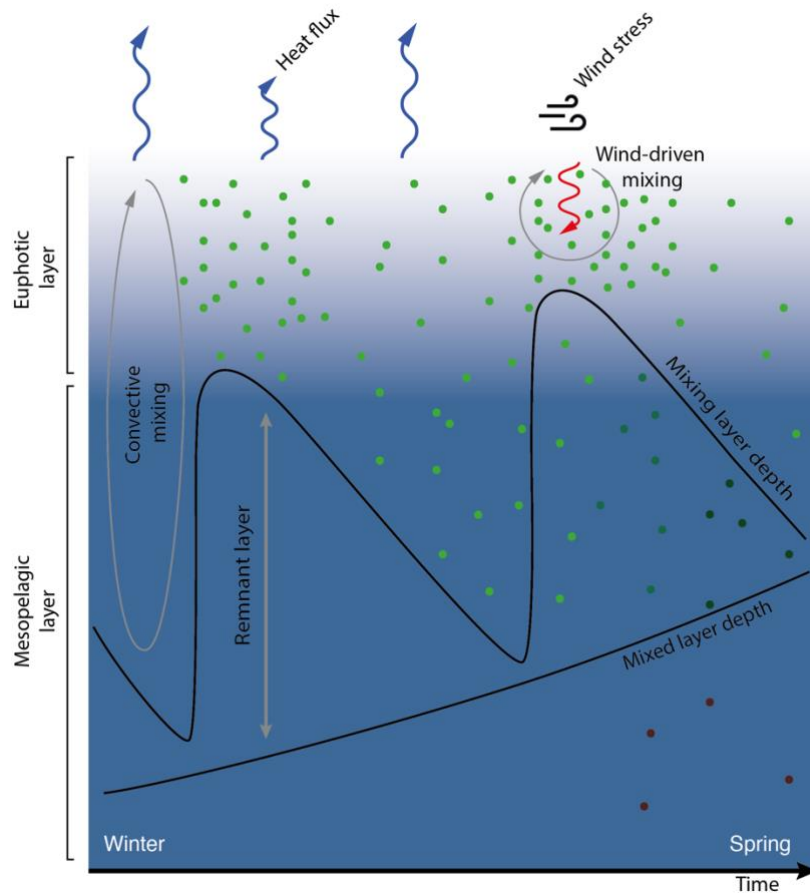 Heat flux
Wind stress
Wind-driven
mixing
Euphotic
layer
Convective
mixing
Mixing layer depth
Remnant layer
Mesopelagic
layer
Mixed layer depth
Winter
Spring
Time